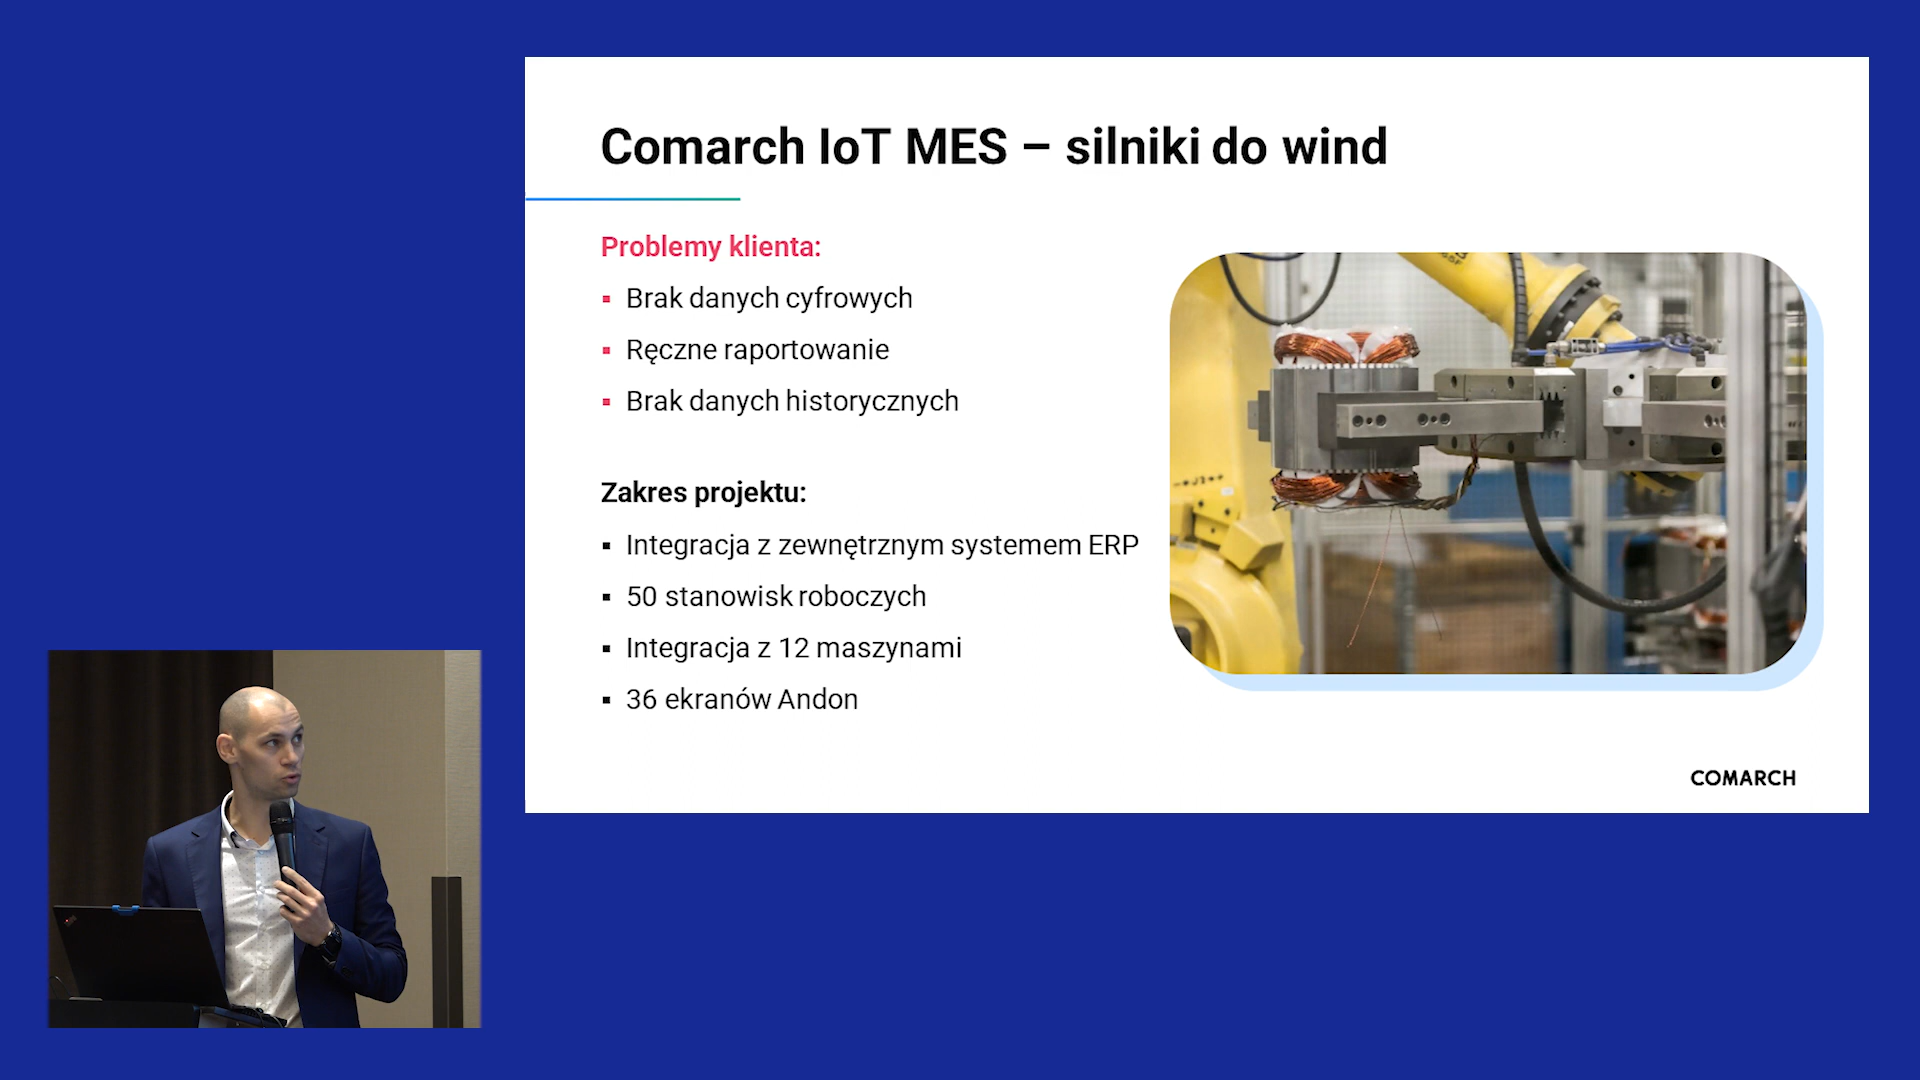 Comarch IoT MES – silniki do wind
Problemy klienta:
▪ Brak danych cyfrowych
▪ Ręczne raportowanie
▪ Brak danych historycznych
Zakres projektu:
▪ Integracja z zewnętrznym systemem ERP
▪ 50 stanowisk roboczych
▪ Integracja z 12 maszynami
▪ 36 ekranów Andon
COMARCH